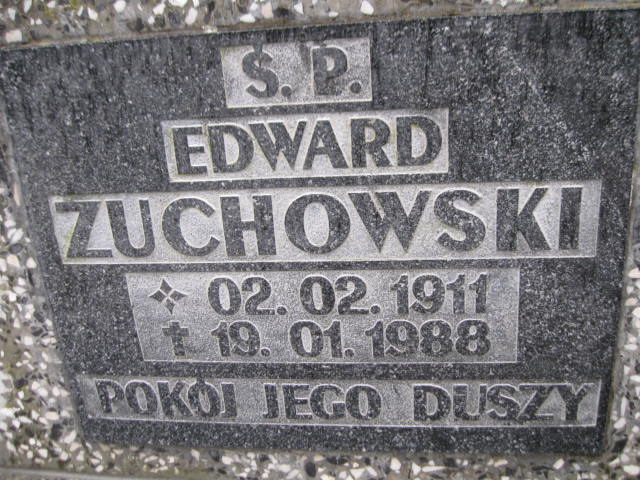 Ś. P.
EDWARD
ZUCHOWSKI
02. 02. 1911
19. 01. 1988
POKÓJ JEGO DUSZY